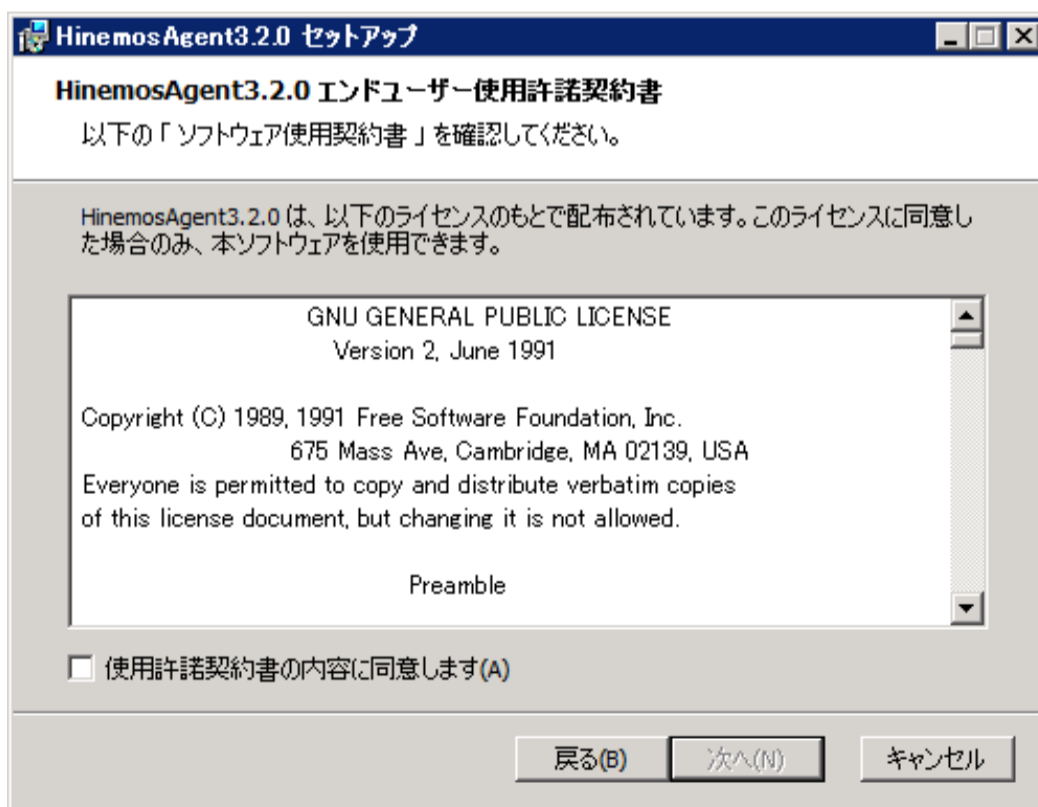 HinemosAgent3.2.0 セットアップ
HinemosAgent3.2.0 エンドユーザー使用許諾契約書
以下の「 ソフトウェア使用契約書 」を確認してください。
HinemosAgent3.2.0 は、以下のライセンスのもとで配布されています。このライセンスに同意し
た場合のみ、本ソフトウェアを使用できます。
GNU GENERAL PUBLIC LICENSE
Version 2, June 1991
Copyright (C) 1989, 1991 Free Software Foundation, Inc.
675 Mass Ave, Cambridge, MA 02139, USA
Everyone is permitted to copy and distribute verbatim copies
of this license document, but changing it is not allowed.
Preamble
使用許諾契約書の内容に同意します(A)
戻る(B) 次へ(N) キャンセル